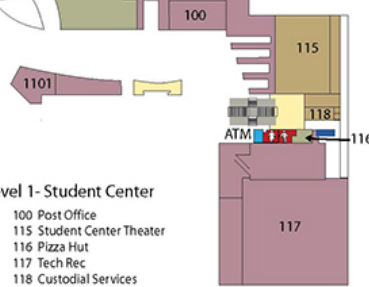 100
115
1101
118
ATM
116
vel 1- Student Center
117
100 Post Office
115 Student Center Theater
116 Pizza Hut
117 Tech Rec
118 Custodial Services